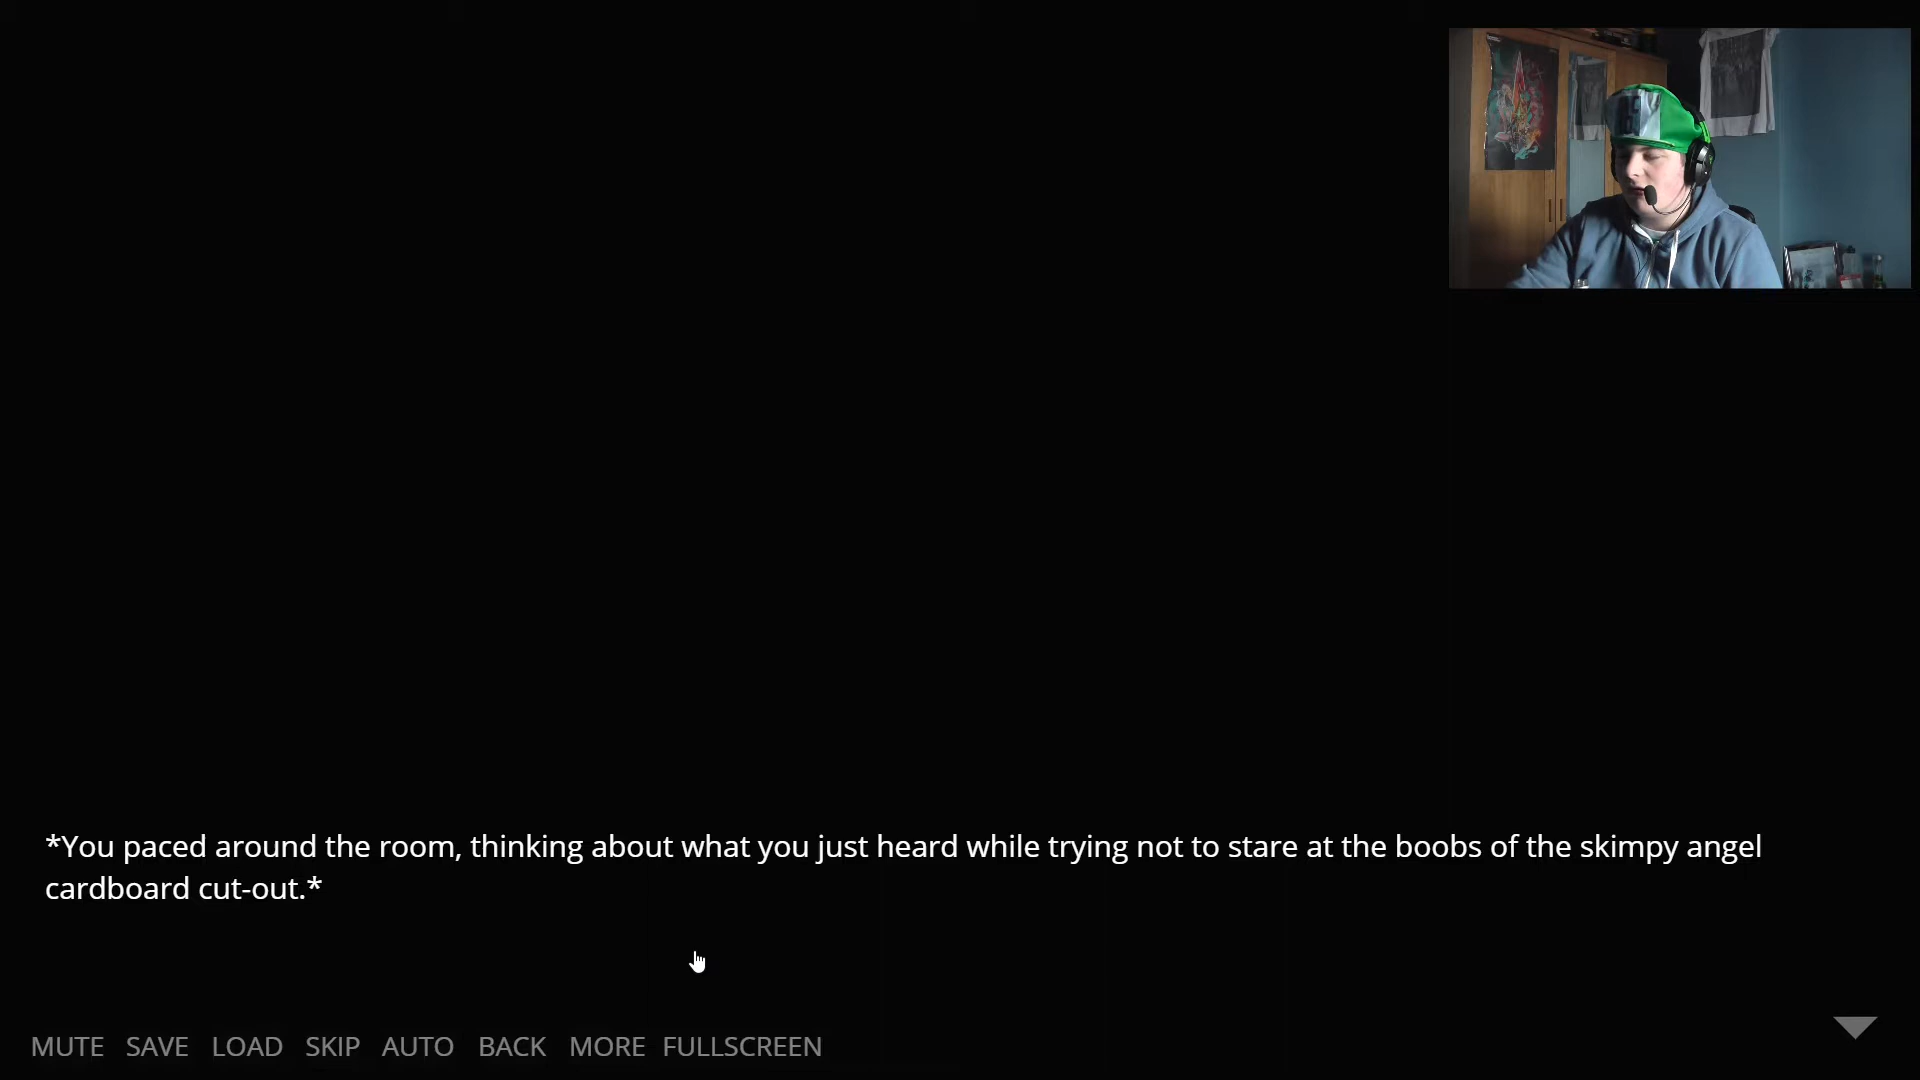 *You paced around the room, thinking about what you just heard while trying not to stare at the boobs of the skimpy angel
cardboard cut-out.*
MUTE SAVE LOAD SKIP AUTO BACK MORE FULLSCREEN